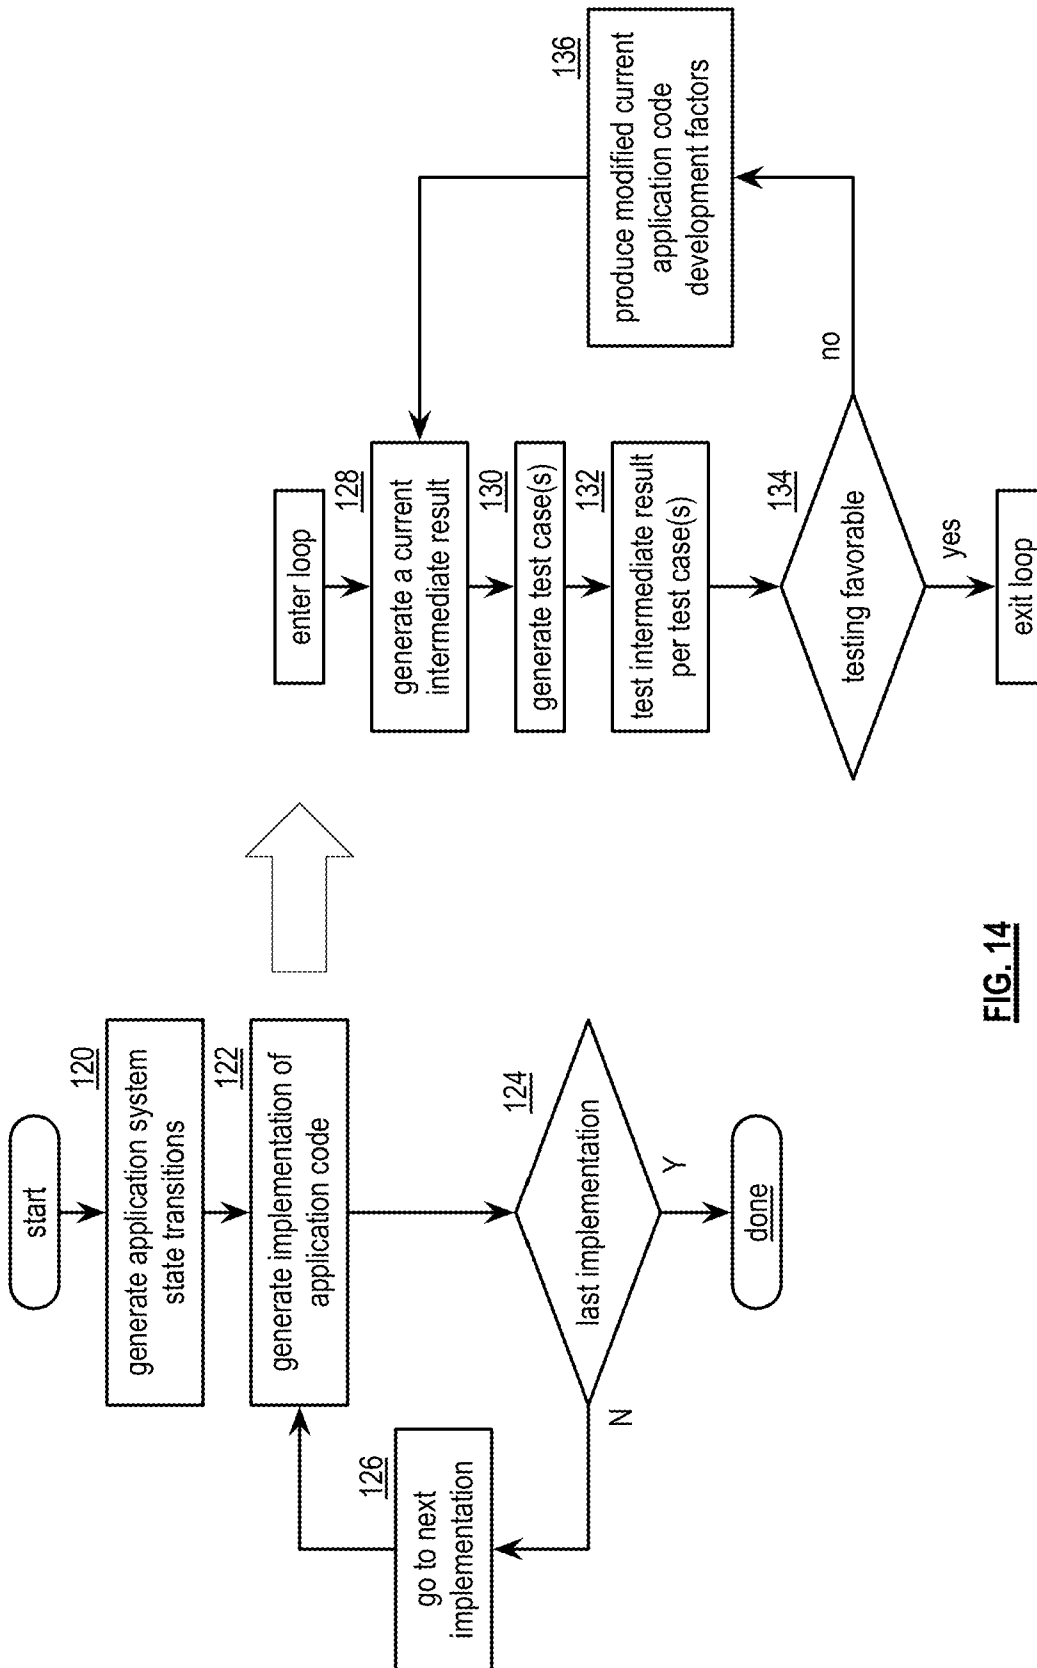 start
120
generate application system
state transitions
122
generate implementation of
application code
124
last implementation
N
Y
126
go to next
implementation
done
enter loop
128
generate a current
intermediate result
130
generate test case(s)
132
test intermediate result
per test case(s)
134
testing favorable
no
yes
136
produce modified current
application code
development factors
exit loop
FIG. 14